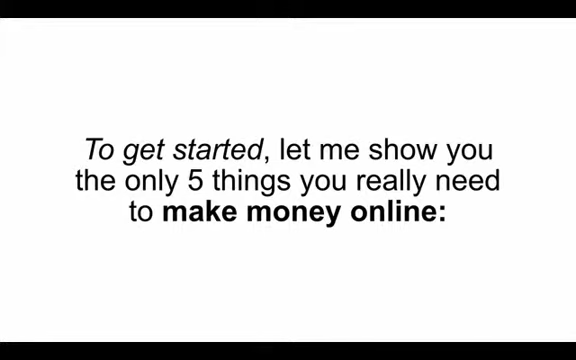 To get started, let me show you
the only 5 things you really need
to make money online: